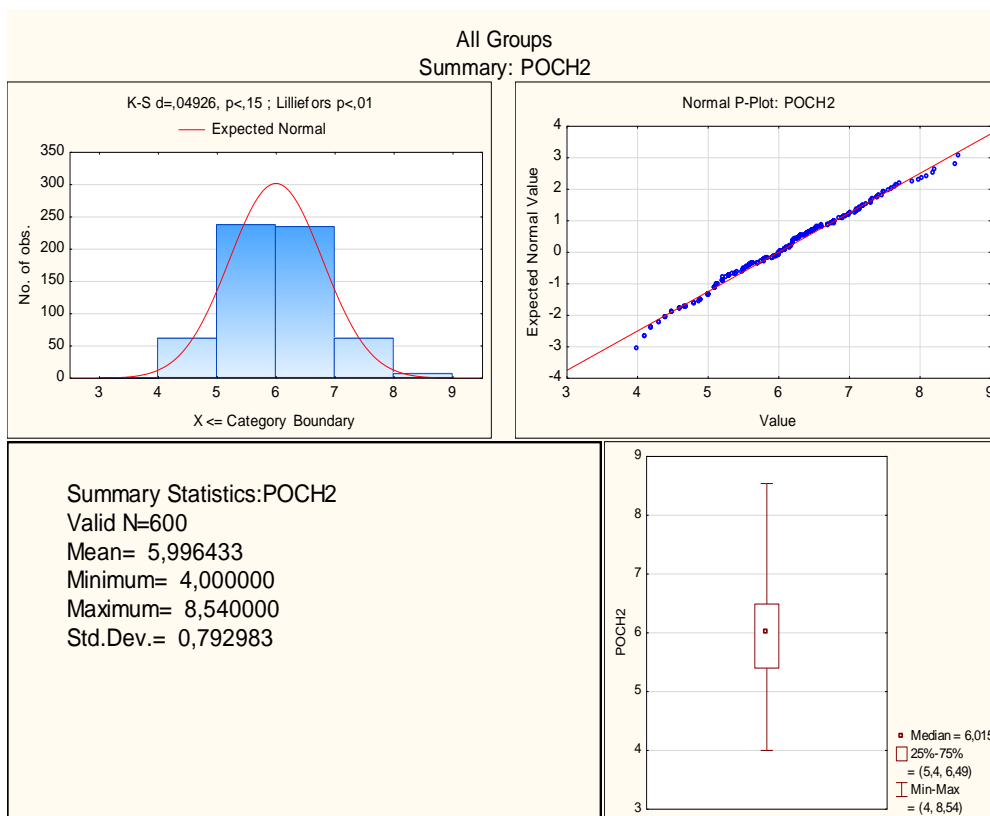 All Groups
Summary: POCH2
K-S d=,04926, p<,15 ; Lilliefors p<,01
Expected Normal
350
300
250
200
150
100
50
0
No. of obs.
3 4 5 6 7 8 9
X <= Category Boundary
Normal P-Plot: POCH2
4
3
2
1
0
-1
-2
-3
-4
Expected Normal Value
3 4 5 6 7 8 9
Value
Summary Statistics:POCH2
Valid N=600
Mean= 5,996433
Minimum= 4,000000
Maximum= 8,540000
Std.Dev.= 0,792983
9
8
7
6
5
4
3
POCH2
Median = 6,015
25%-75%
= (5,4, 6,49)
Min-Max
= (4, 8,54)